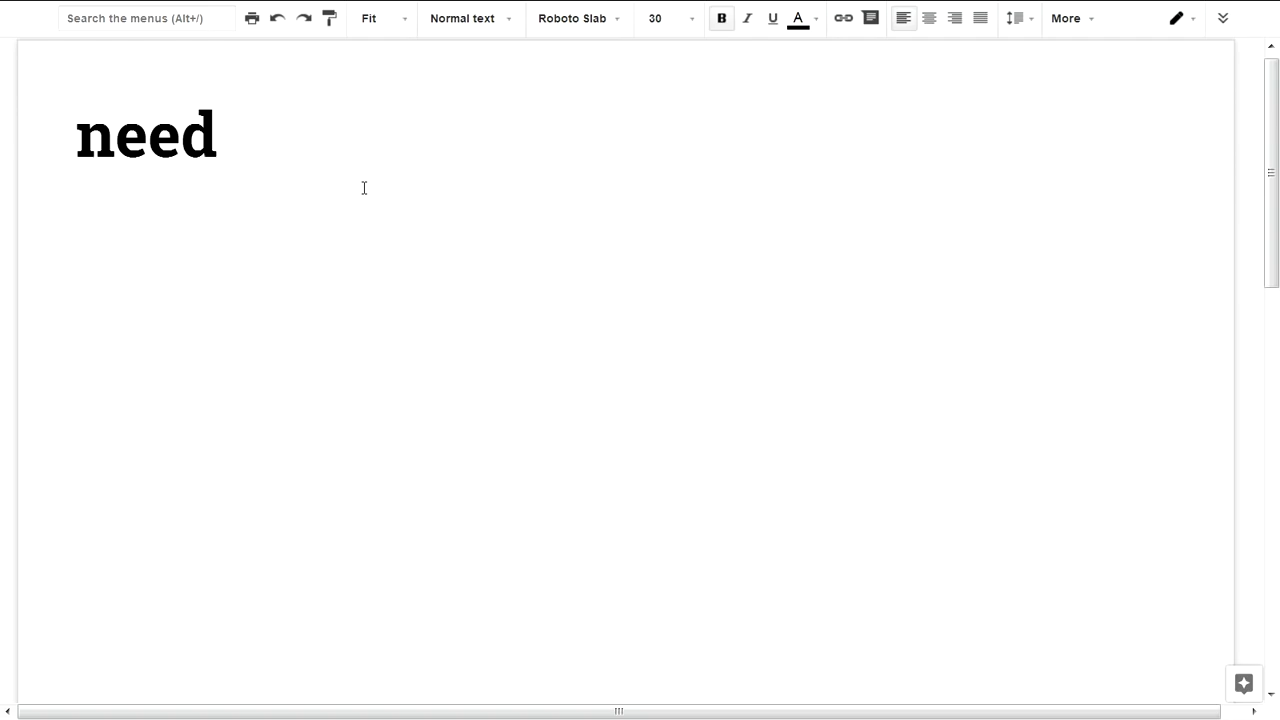 Search the menus (Alt+/) Fit Normal text Roboto Slab 30 B I U A More
need